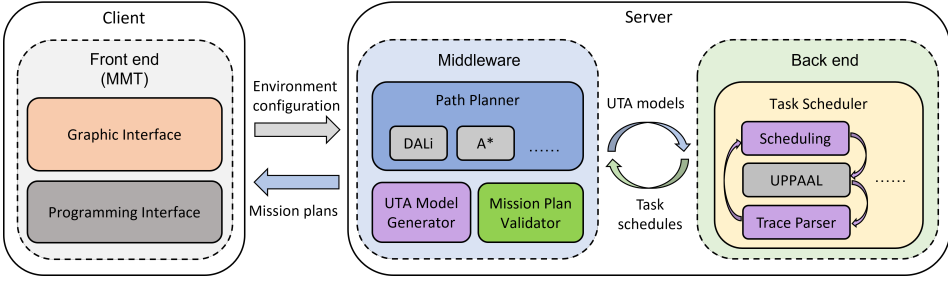 Client
Front end
(MMT)
Graphic Interface
Programming Interface
Environment
configuration
Mission plans
Server
Middleware
Path Planner
DALi
A*
......
UTA Model
Generator
Mission Plan
Validator
UTA models
Task
schedules
Back end
Task Scheduler
Scheduling
UPPAAL
......
Trace Parser